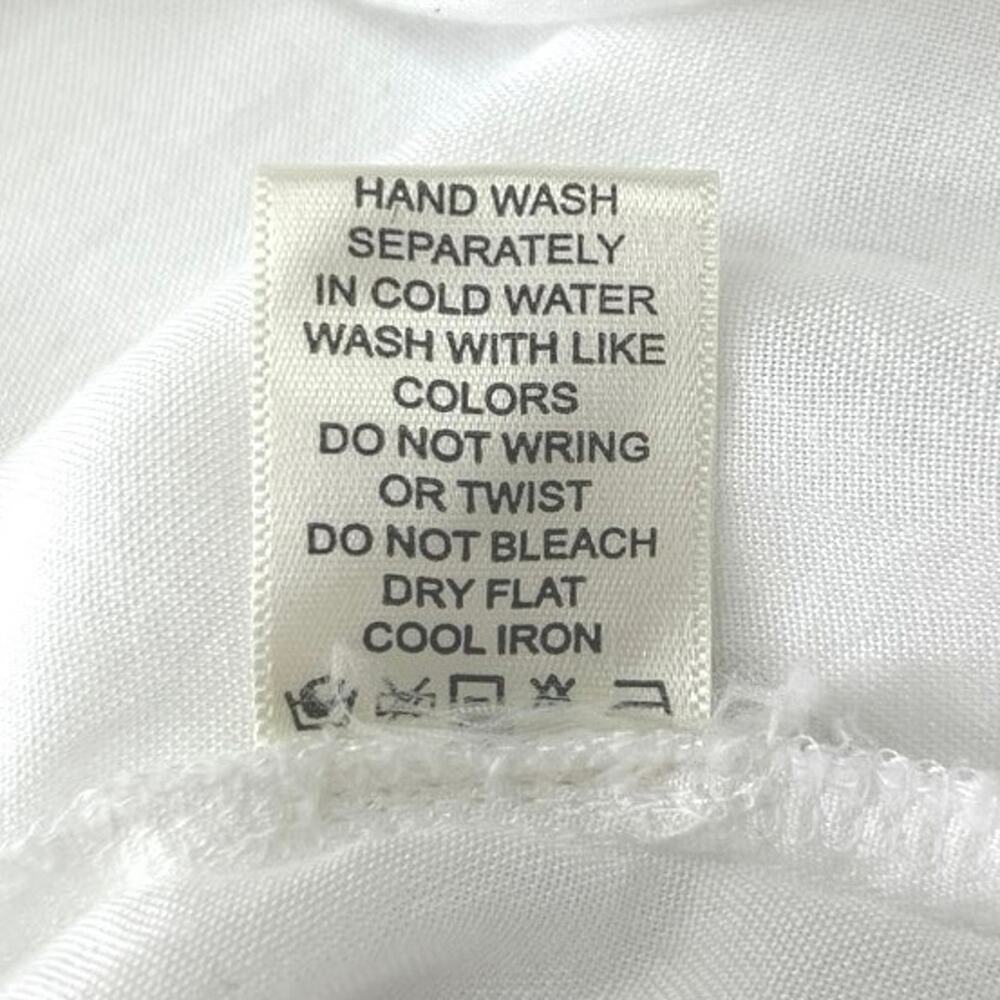 HAND WASH
SEPARATELY
IN COLD WATER
WASH WITH LIKE
COLORS
DO NOT WRING
OR TWIST
DO NOT BLEACH
DRY FLAT
COOL IRON